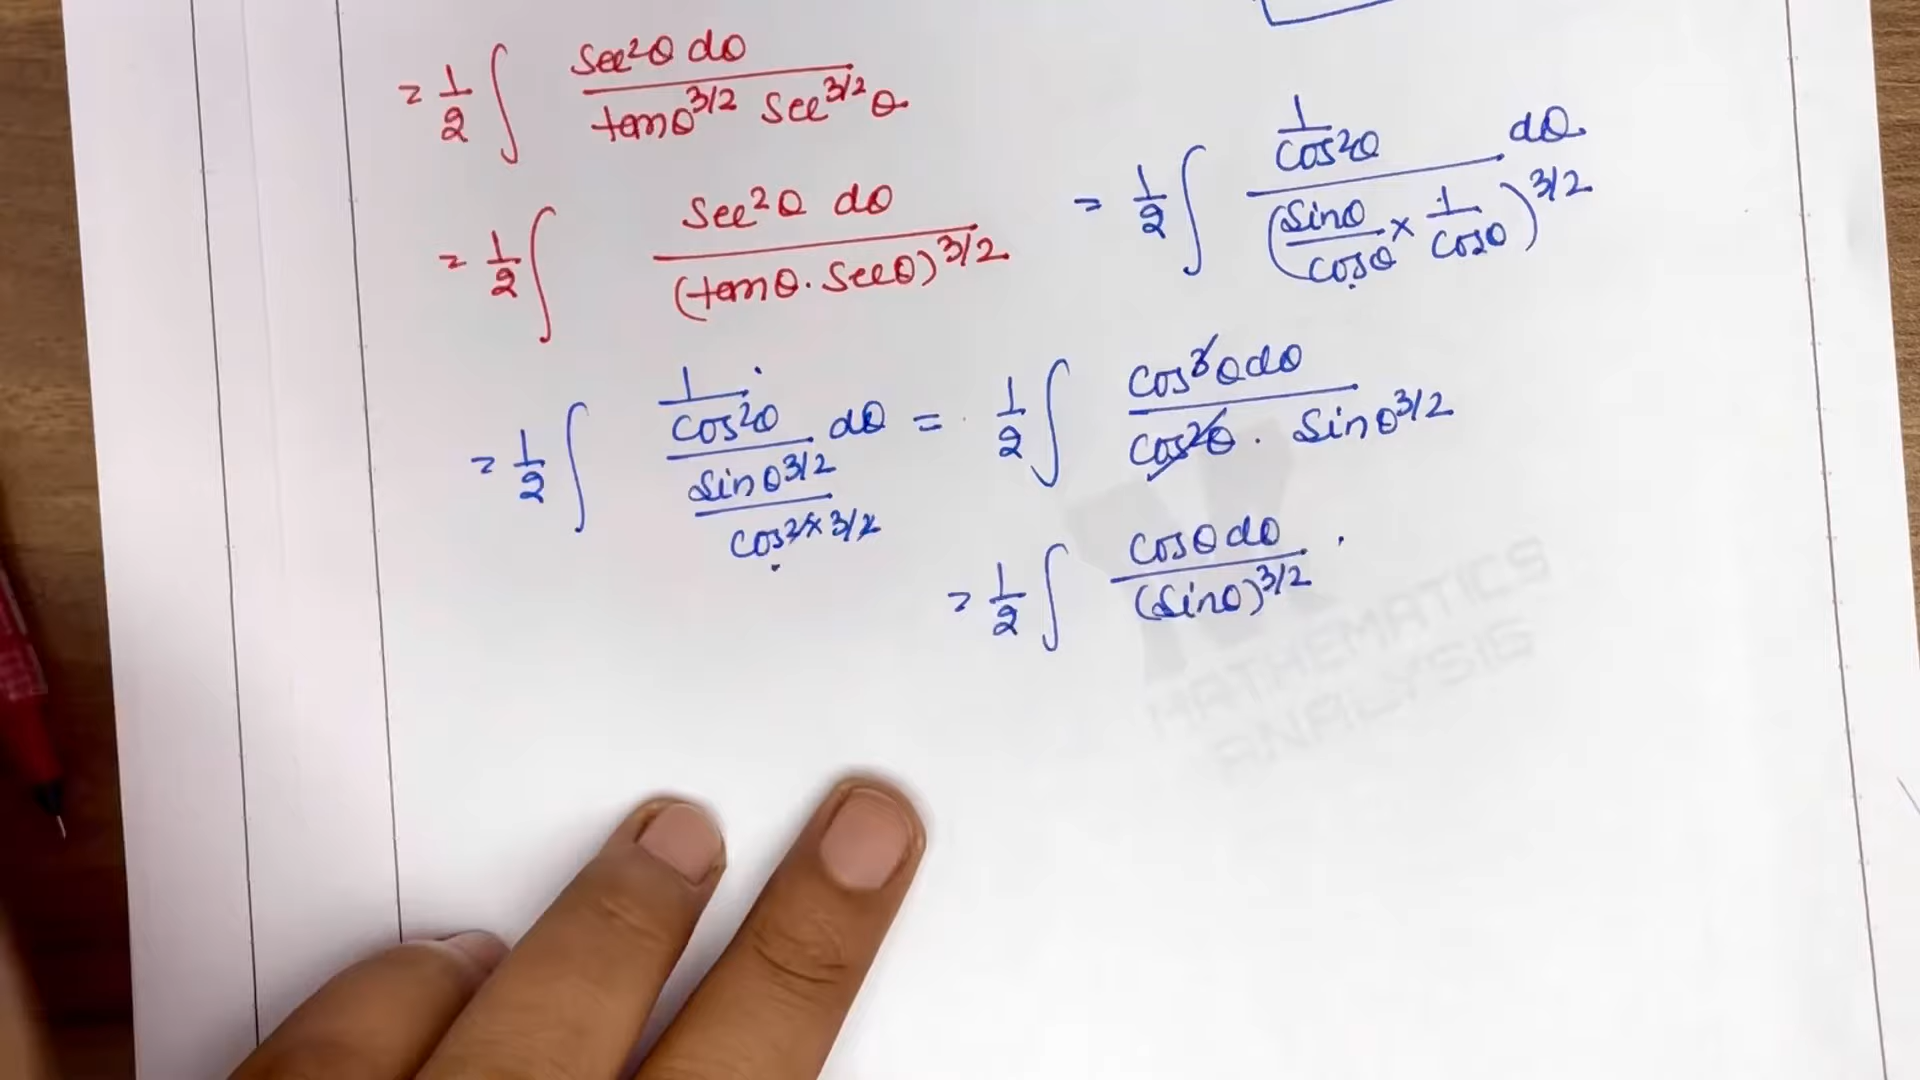 = 1/2 ∫ sec²θ dθ / tanθ^3/2 sec^3/2 θ
= 1/2 ∫ sec²θ dθ / (tanθ · secθ)^3/2
= 1/2 ∫ 1/cos²θ / (sinθ/cosθ × 1/cosθ)^3/2 dθ
= 1/2 ∫ 1/cos²θ / sinθ^3/2 / cos^2×3/2 dθ = 1/2 ∫ cos³θ dθ / cos²θ · sinθ^3/2
= 1/2 ∫ cosθ dθ / (sinθ)^3/2
MATHEMATICS
ANALYSIS